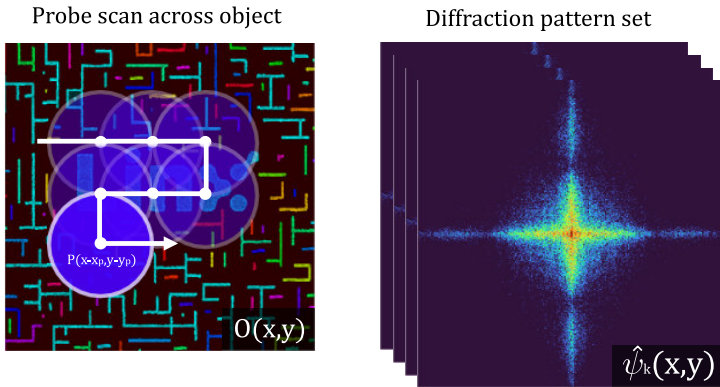 Probe scan across object
Diffraction pattern set
P(x-xₚ,y-yₚ)
O(x,y)
ψ̂ₖ(x,y)